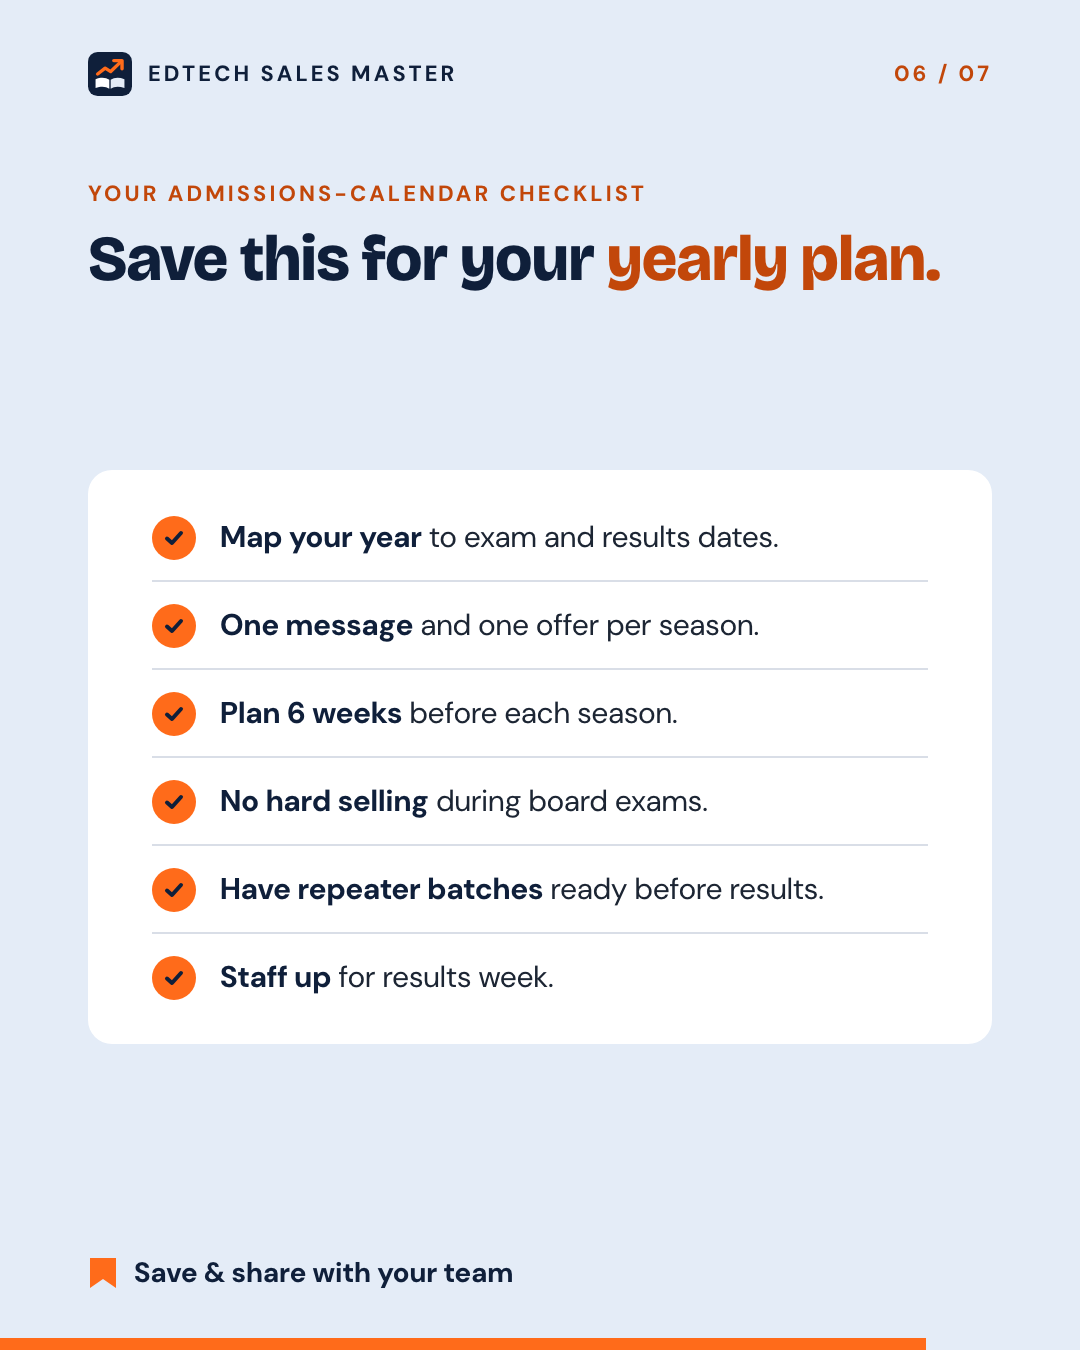 EDTECH SALES MASTER
06 / 07
YOUR ADMISSIONS-CALENDAR CHECKLIST
Save this for your yearly plan.
Map your year to exam and results dates.
One message and one offer per season.
Plan 6 weeks before each season.
No hard selling during board exams.
Have repeater batches ready before results.
Staff up for results week.
Save & share with your team